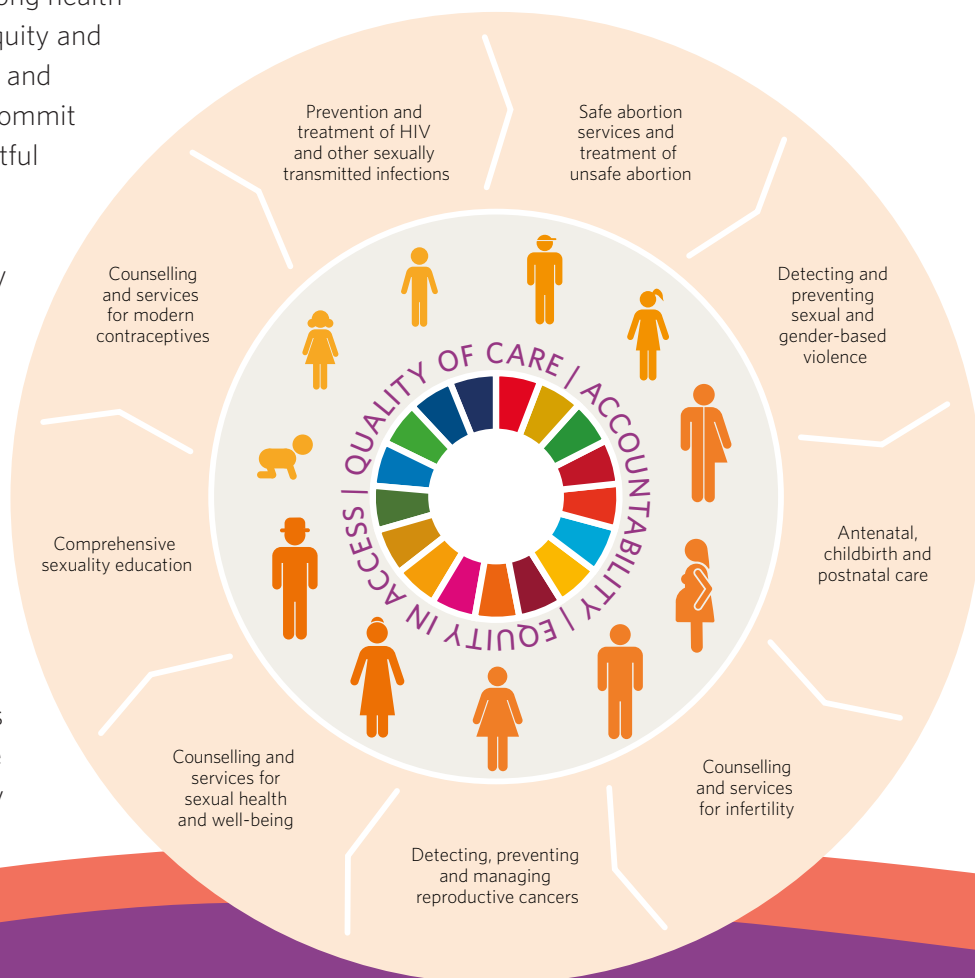 ong health
quity and
and
ommit
tful
y
s
y
Prevention and
treatment of HIV
and other sexually
transmitted infections
Safe abortion
services and
treatment of
unsafe abortion
Detecting and
preventing
sexual and
gender-based
violence
Antenatal,
childbirth and
postnatal care
Counselling
and services
for infertility
Detecting, preventing
and managing
reproductive cancers
Counselling and
services for
sexual health
and well-being
Comprehensive
sexuality education
Counselling
and services
for modern
contraceptives
QUALITY OF CARE | ACCOUNTABILITY | EQUITY IN ACCESS |